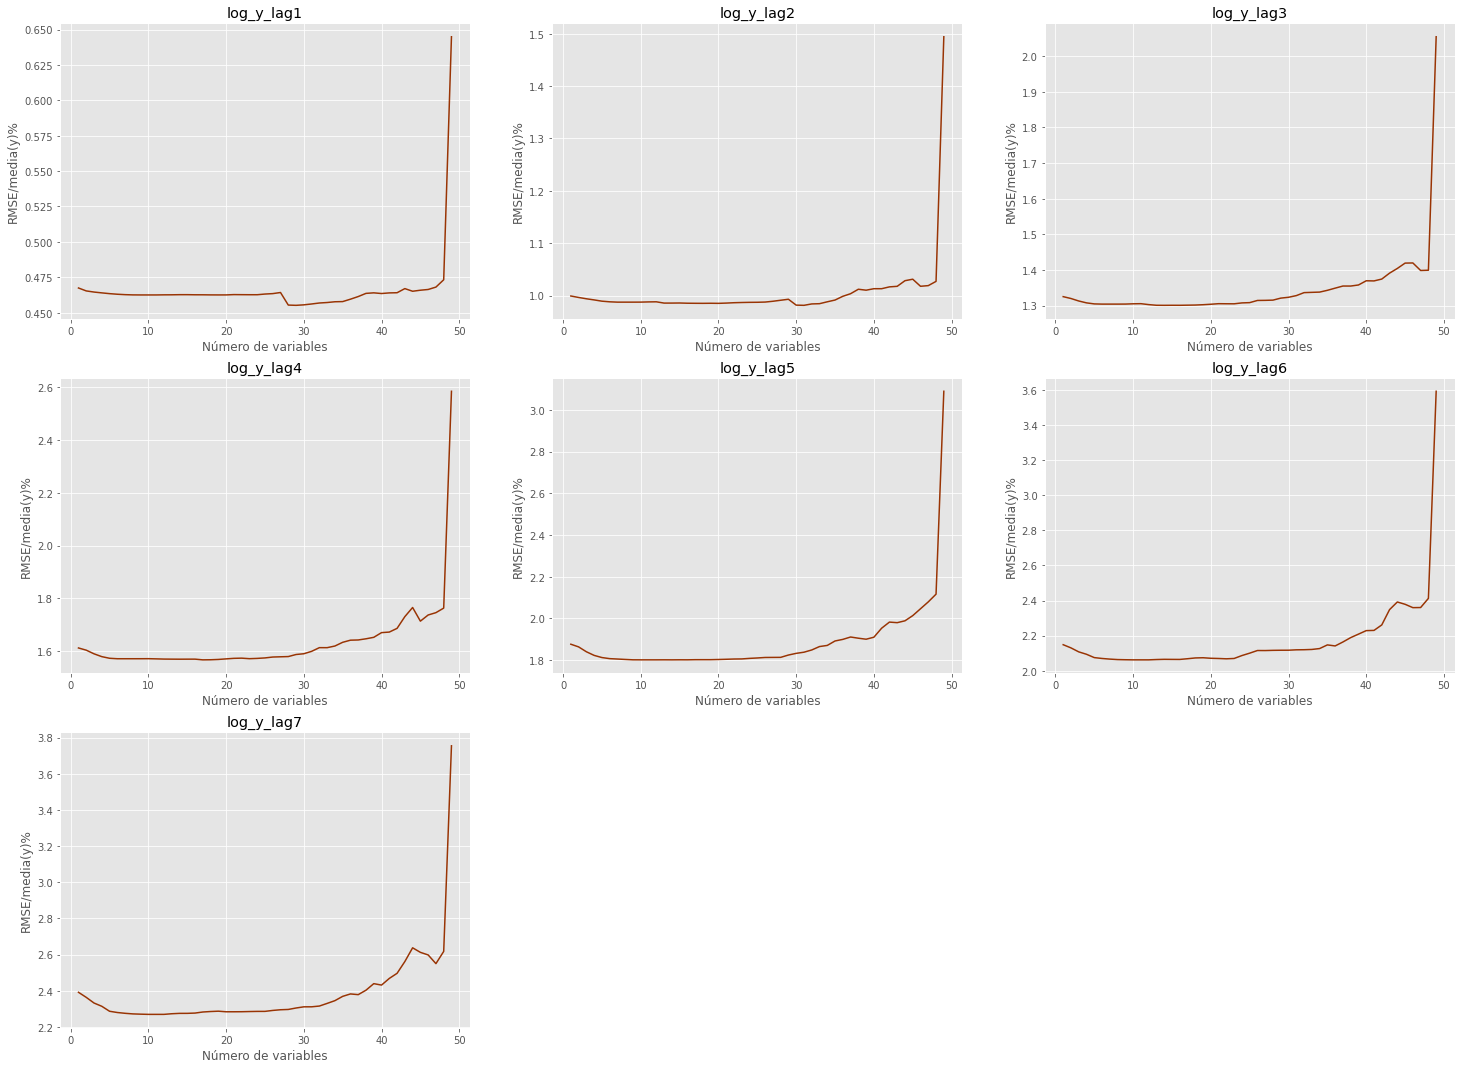 log_y_lag1
RMSE/media(y)%
0.650
0.625
0.600
0.575
0.550
0.525
0.500
0.475
0.450
0 10 20 30 40 50
Número de variables
log_y_lag2
RMSE/media(y)%
1.5
1.4
1.3
1.2
1.1
1.0
0 10 20 30 40 50
Número de variables
log_y_lag3
RMSE/media(y)%
2.0
1.9
1.8
1.7
1.6
1.5
1.4
1.3
0 10 20 30 40 50
Número de variables
log_y_lag4
RMSE/media(y)%
2.6
2.4
2.2
2.0
1.8
1.6
0 10 20 30 40 50
Número de variables
log_y_lag5
RMSE/media(y)%
3.0
2.8
2.6
2.4
2.2
2.0
1.8
0 10 20 30 40 50
Número de variables
log_y_lag6
RMSE/media(y)%
3.6
3.4
3.2
3.0
2.8
2.6
2.4
2.2
2.0
0 10 20 30 40 50
Número de variables
log_y_lag7
RMSE/media(y)%
3.8
3.6
3.4
3.2
3.0
2.8
2.6
2.4
2.2
0 10 20 30 40 50
Número de variables